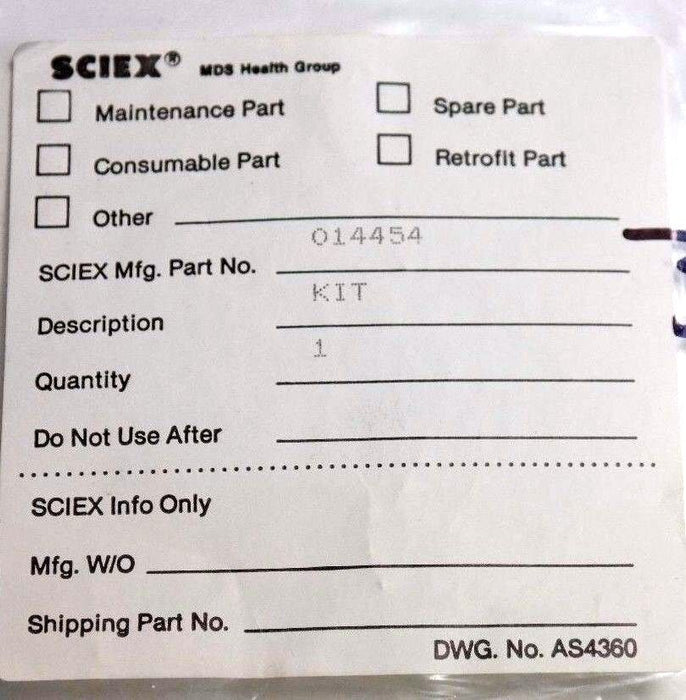 SCIEX® MDS Health Group
Maintenance Part Spare Part
Consumable Part Retrofit Part
Other
014454
SCIEX Mfg. Part No.
KIT
Description
1
Quantity
Do Not Use After
SCIEX Info Only
Mfg. W/O
Shipping Part No.
DWG. No. AS4360